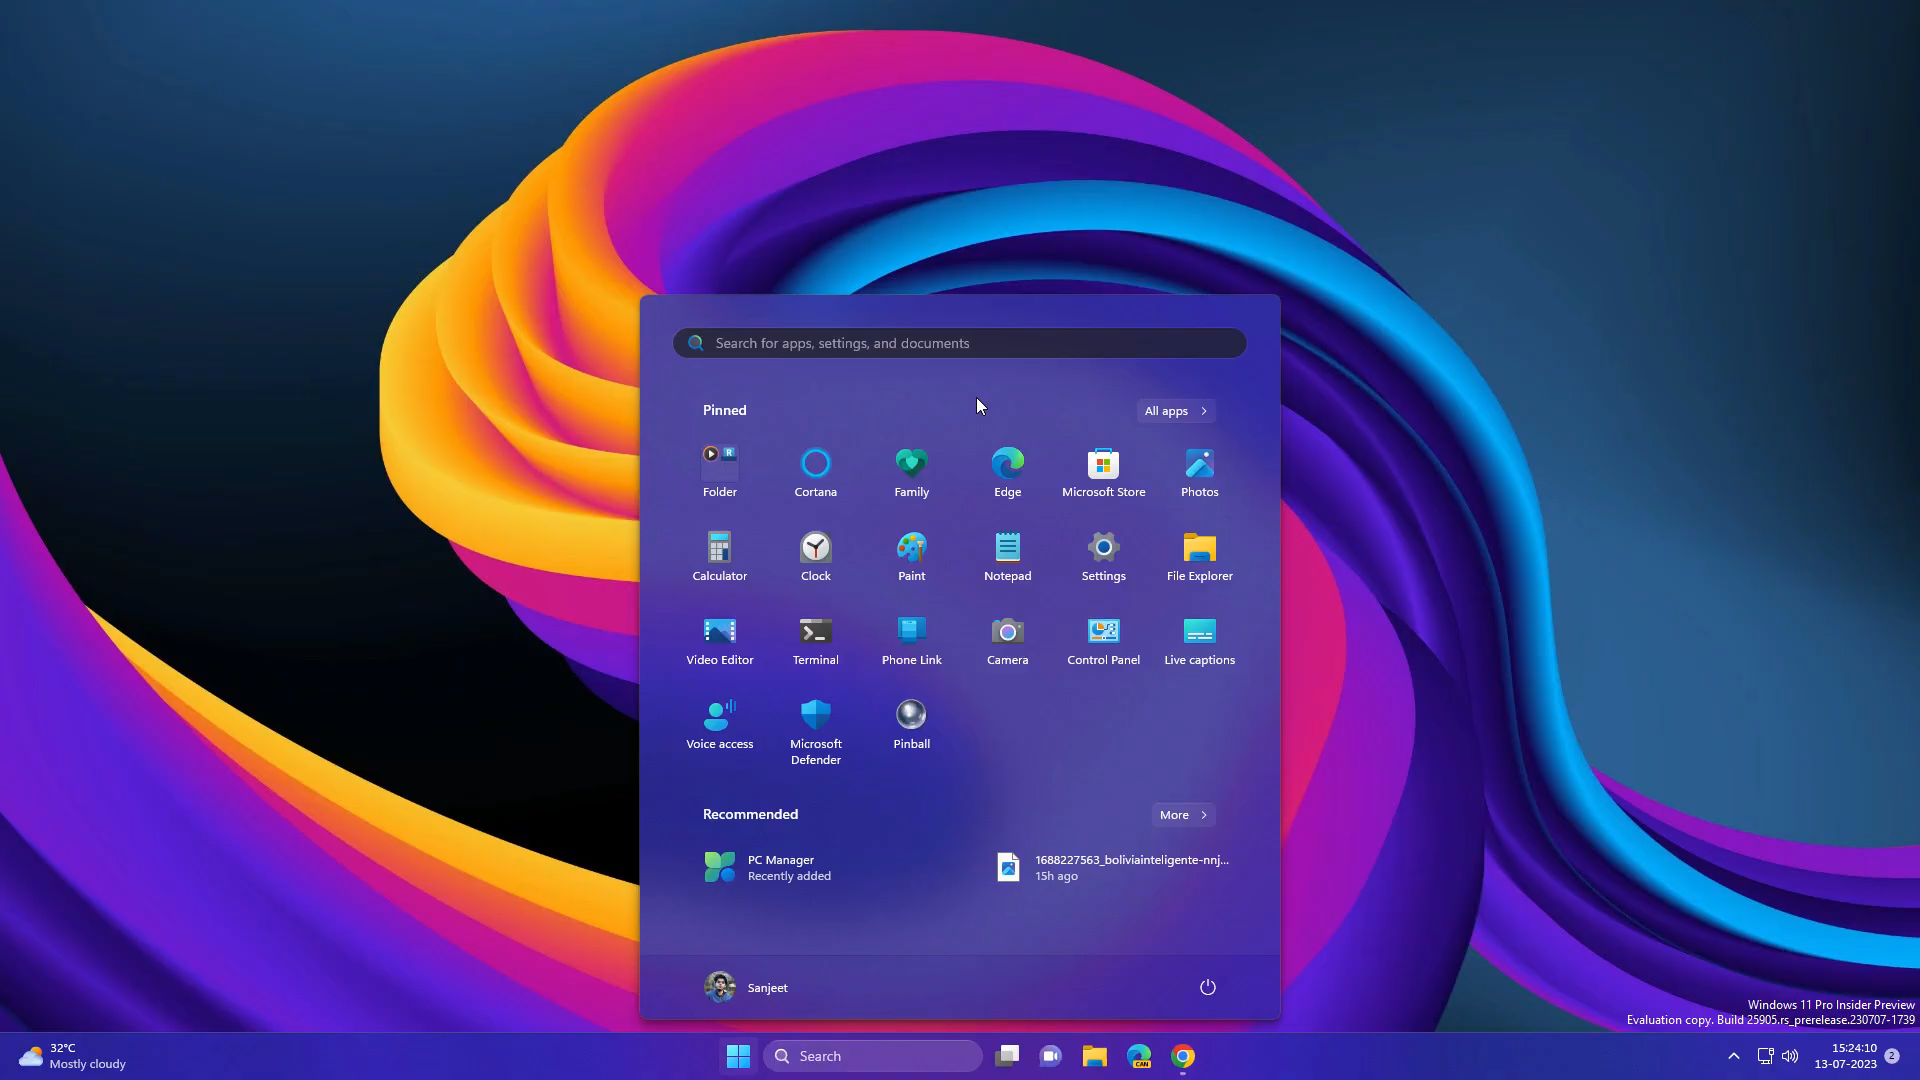 Search for apps, settings, and documents
Pinned
All apps
Folder
Cortana
Family
Edge
Microsoft Store
Photos
Calculator
Clock
Paint
Notepad
Settings
File Explorer
Video Editor
Terminal
Phone Link
Camera
Control Panel
Live captions
Voice access
Microsoft
Defender
Pinball
Recommended
More
PC Manager
Recently added
1688227563_boliviainteligente-nnj...
15h ago
Sanjeet
Windows 11 Pro Insider Preview
Evaluation copy. Build 25905.rs_prerelease.230707-1739
32°C
Mostly cloudy
Search
CAN
15:24:10
13-07-2023
2